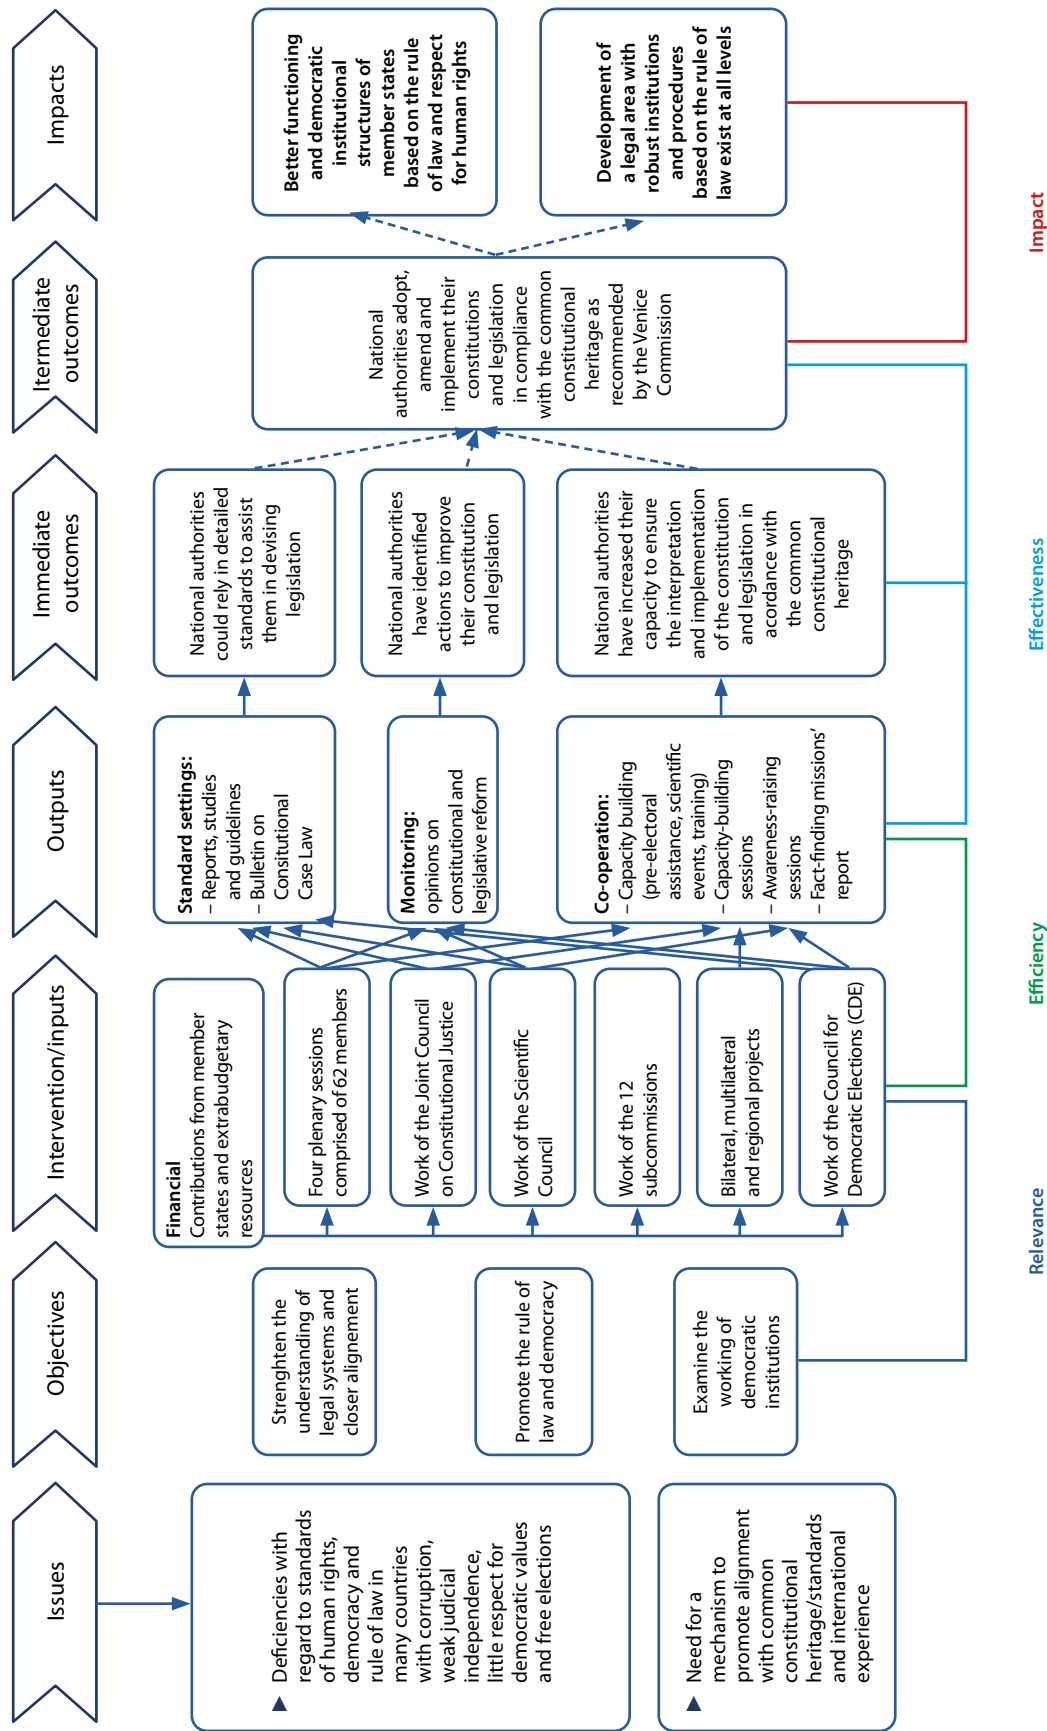 Issues
Objectives
Intervention/inputs
Outputs
Immediate
outcomes
Itermediate
outcomes
Impacts
▶ Deficiencies with
regard to standards
of human rights,
democracy and
rule of law in
many countries
with corruption,
weak judicial
independence,
little respect for
democratic values
and free elections
▶ Need for a
mechanism to
promote alignment
with common
constitutional
heritage/standards
and international
experience
Strengthen the
understanding of
legal systems and
closer alignement
Promote the rule of
law and democracy
Examine the
working of
democratic
institutions
Financial
Contributions from member
states and extrabudgetary
resources
Four plenary sessions
comprised of 62 members
Work of the Joint Council
on Constitutional Justice
Work of the Scientific
Council
Work of the 12
subcommissions
Bilateral, multilateral
and regional projects
Work of the Council for
Democratic Elections (CDE)
Standard settings:
– Reports, studies
and guidelines
– Bulletin on
Consitutional
Case Law
Monitoring:
opinions on
constitutional and
legislative reform
Co-operation:
– Capacity building
(pre-electoral
assistance, scientific
events, training)
– Capacity-building
sessions
– Awareness-raising
sessions
– Fact-finding missions’
report
National authorities
could rely in detailed
standards to assist
them in devising
legislation
National authorities
have identified
actions to improve
their constitution
and legislation
National authorities
have increased their
capacity to ensure
the interpretation
and implementation
of the constitution
and legislation in
acordance with
the common
constitutional
heritage
National
authorities adopt,
amend and
implement their
constitutions
and legislation
in compliance
with the common
constitutional
heritage as
recommended
by the Venice
Commission
Better functioning
and democratic
institutional
structures of
member states
based on the rule
of law and respect
for human rights
Development of
a legal area with
robust institutions
and procedures
based on the rule of
law exist at all levels
Relevance
Efficiency
Effectiveness
Impact